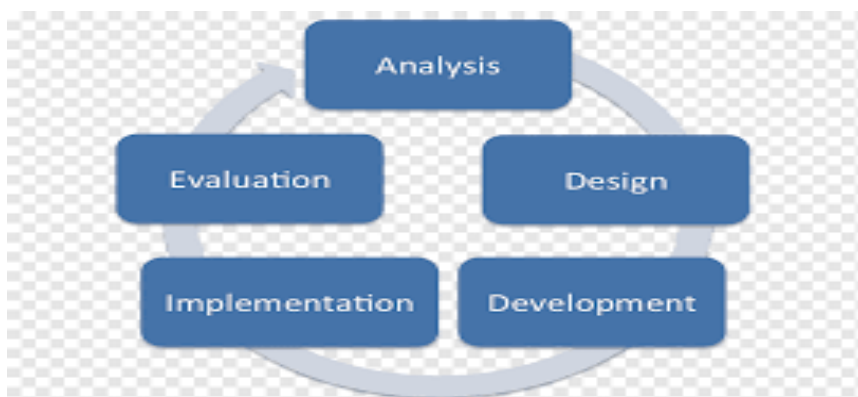 Analysis
Design
Development
Implementation
Evaluation